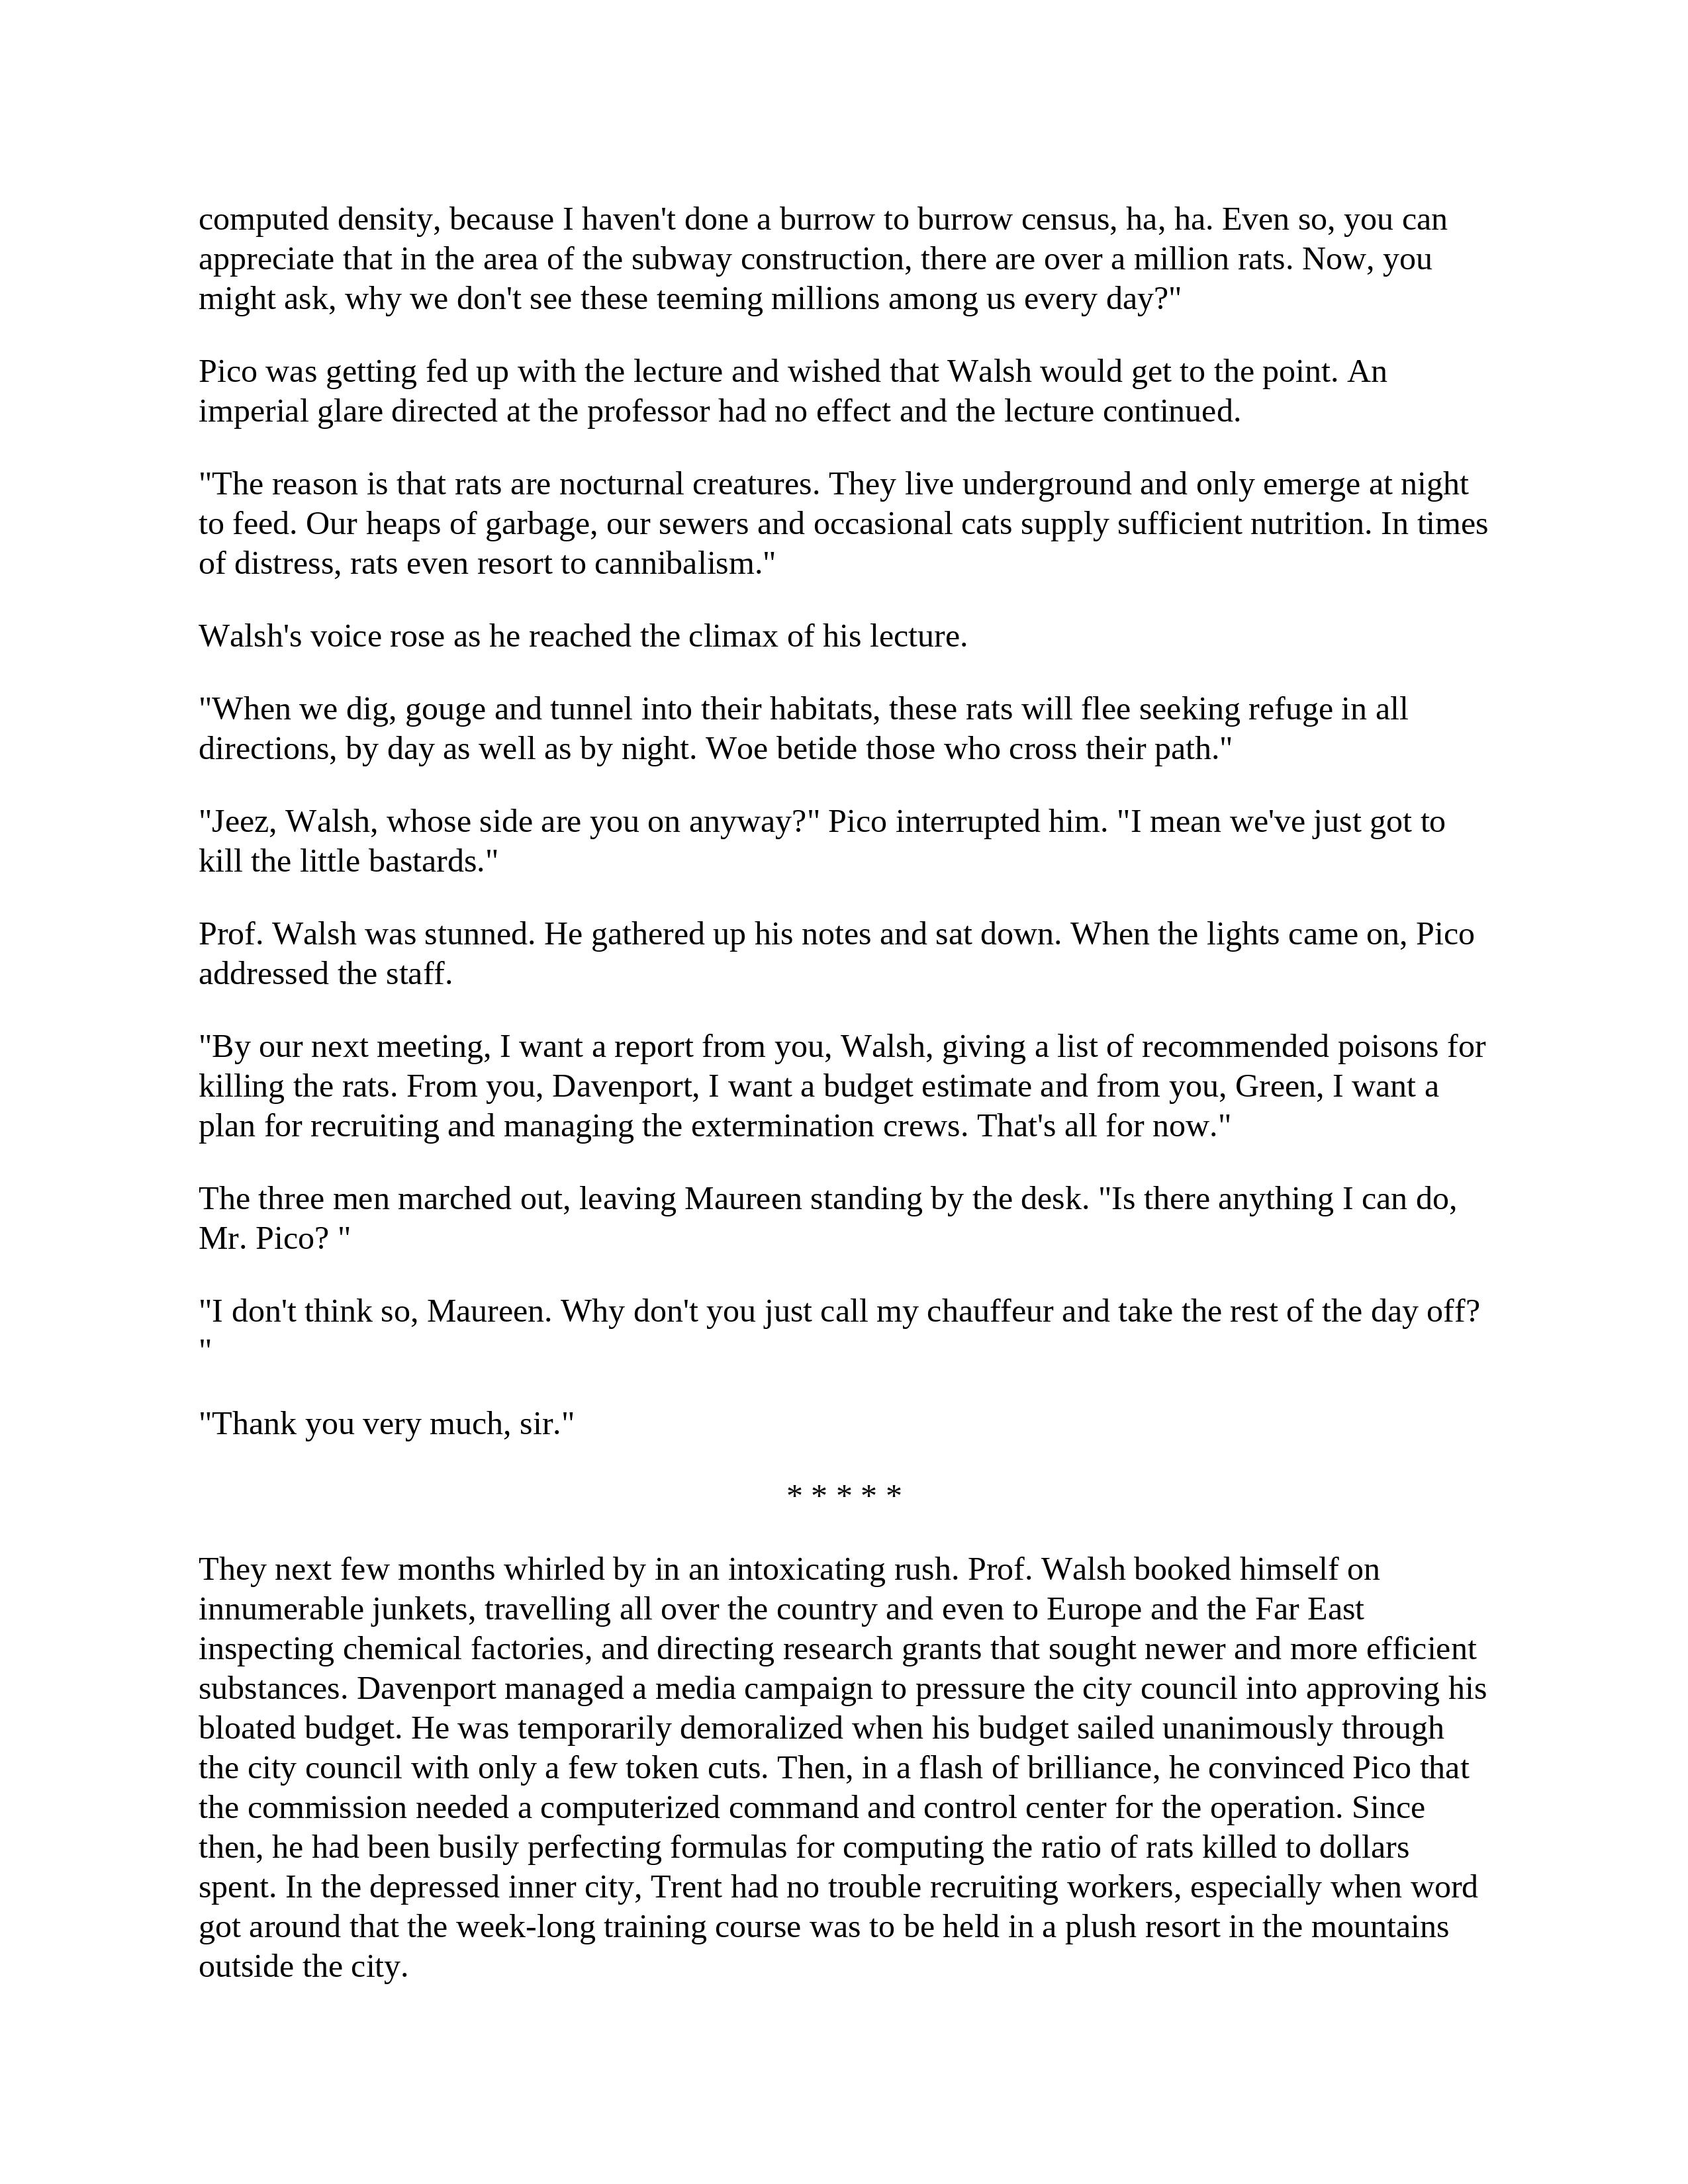 computed density, because I haven't done a burrow to burrow census, ha, ha. Even so, you can
appreciate that in the area of the subway construction, there are over a million rats. Now, you
might ask, why we don't see these teeming millions among us every day?"
Pico was getting fed up with the lecture and wished that Walsh would get to the point. An
imperial glare directed at the professor had no effect and the lecture continued.
"The reason is that rats are nocturnal creatures. They live underground and only emerge at night
to feed. Our heaps of garbage, our sewers and occasional cats supply sufficient nutrition. In times
of distress, rats even resort to cannibalism."
Walsh's voice rose as he reached the climax of his lecture.
"When we dig, gouge and tunnel into their habitats, these rats will flee seeking refuge in all
directions, by day as well as by night. Woe betide those who cross their path."
"Jeez, Walsh, whose side are you on anyway?" Pico interrupted him. "I mean we've just got to
kill the little bastards."
Prof. Walsh was stunned. He gathered up his notes and sat down. When the lights came on, Pico
addressed the staff.
"By our next meeting, I want a report from you, Walsh, giving a list of recommended poisons for
killing the rats. From you, Davenport, I want a budget estimate and from you, Green, I want a
plan for recruiting and managing the extermination crews. That's all for now."
The three men marched out, leaving Maureen standing by the desk. "Is there anything I can do,
Mr. Pico? "
"I don't think so, Maureen. Why don't you just call my chauffeur and take the rest of the day off?
"
"Thank you very much, sir."
* * * * *
They next few months whirled by in an intoxicating rush. Prof. Walsh booked himself on
innumerable junkets, travelling all over the country and even to Europe and the Far East
inspecting chemical factories, and directing research grants that sought newer and more efficient
substances. Davenport managed a media campaign to pressure the city council into approving his
bloated budget. He was temporarily demoralized when his budget sailed unanimously through
the city council with only a few token cuts. Then, in a flash of brilliance, he convinced Pico that
the commission needed a computerized command and control center for the operation. Since
then, he had been busily perfecting formulas for computing the ratio of rats killed to dollars
spent. In the depressed inner city, Trent had no trouble recruiting workers, especially when word
got around that the week-long training course was to be held in a plush resort in the mountains
outside the city.